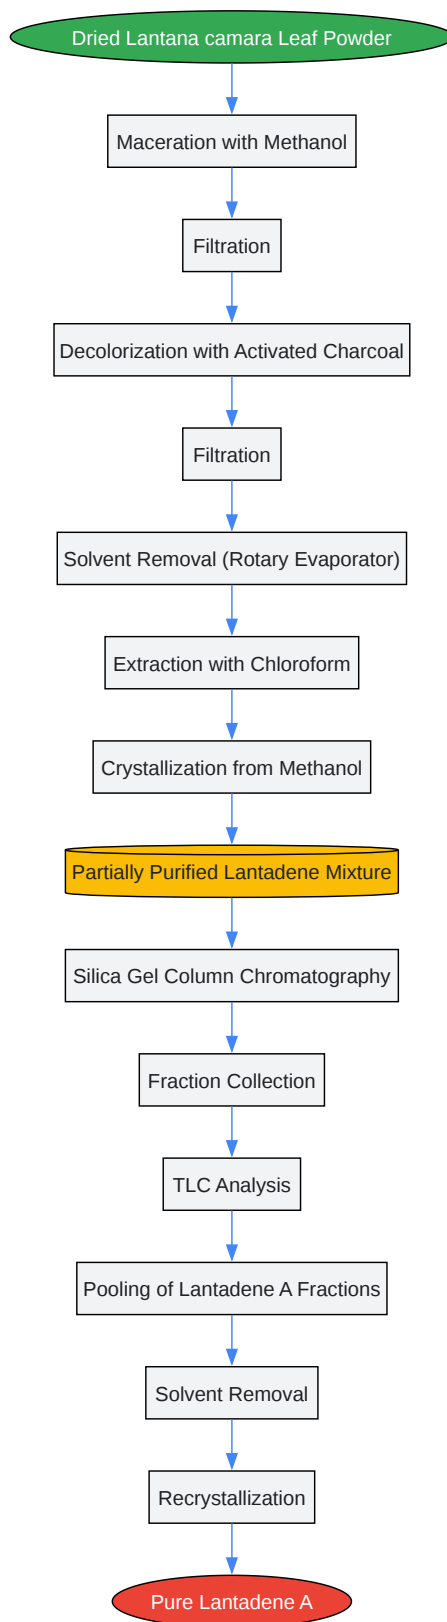 Dried Lantana camara Leaf Powder
Maceration with Methanol
Filtration
Decolorization with Activated Charcoal
Filtration
Solvent Removal (Rotary Evaporator)
Extraction with Chloroform
Crystallization from Methanol
Partially Purified Lantadene Mixture
Silica Gel Column Chromatography
Fraction Collection
TLC Analysis
Pooling of Lantadene A Fractions
Solvent Removal
Recrystallization
Pure Lantadene A